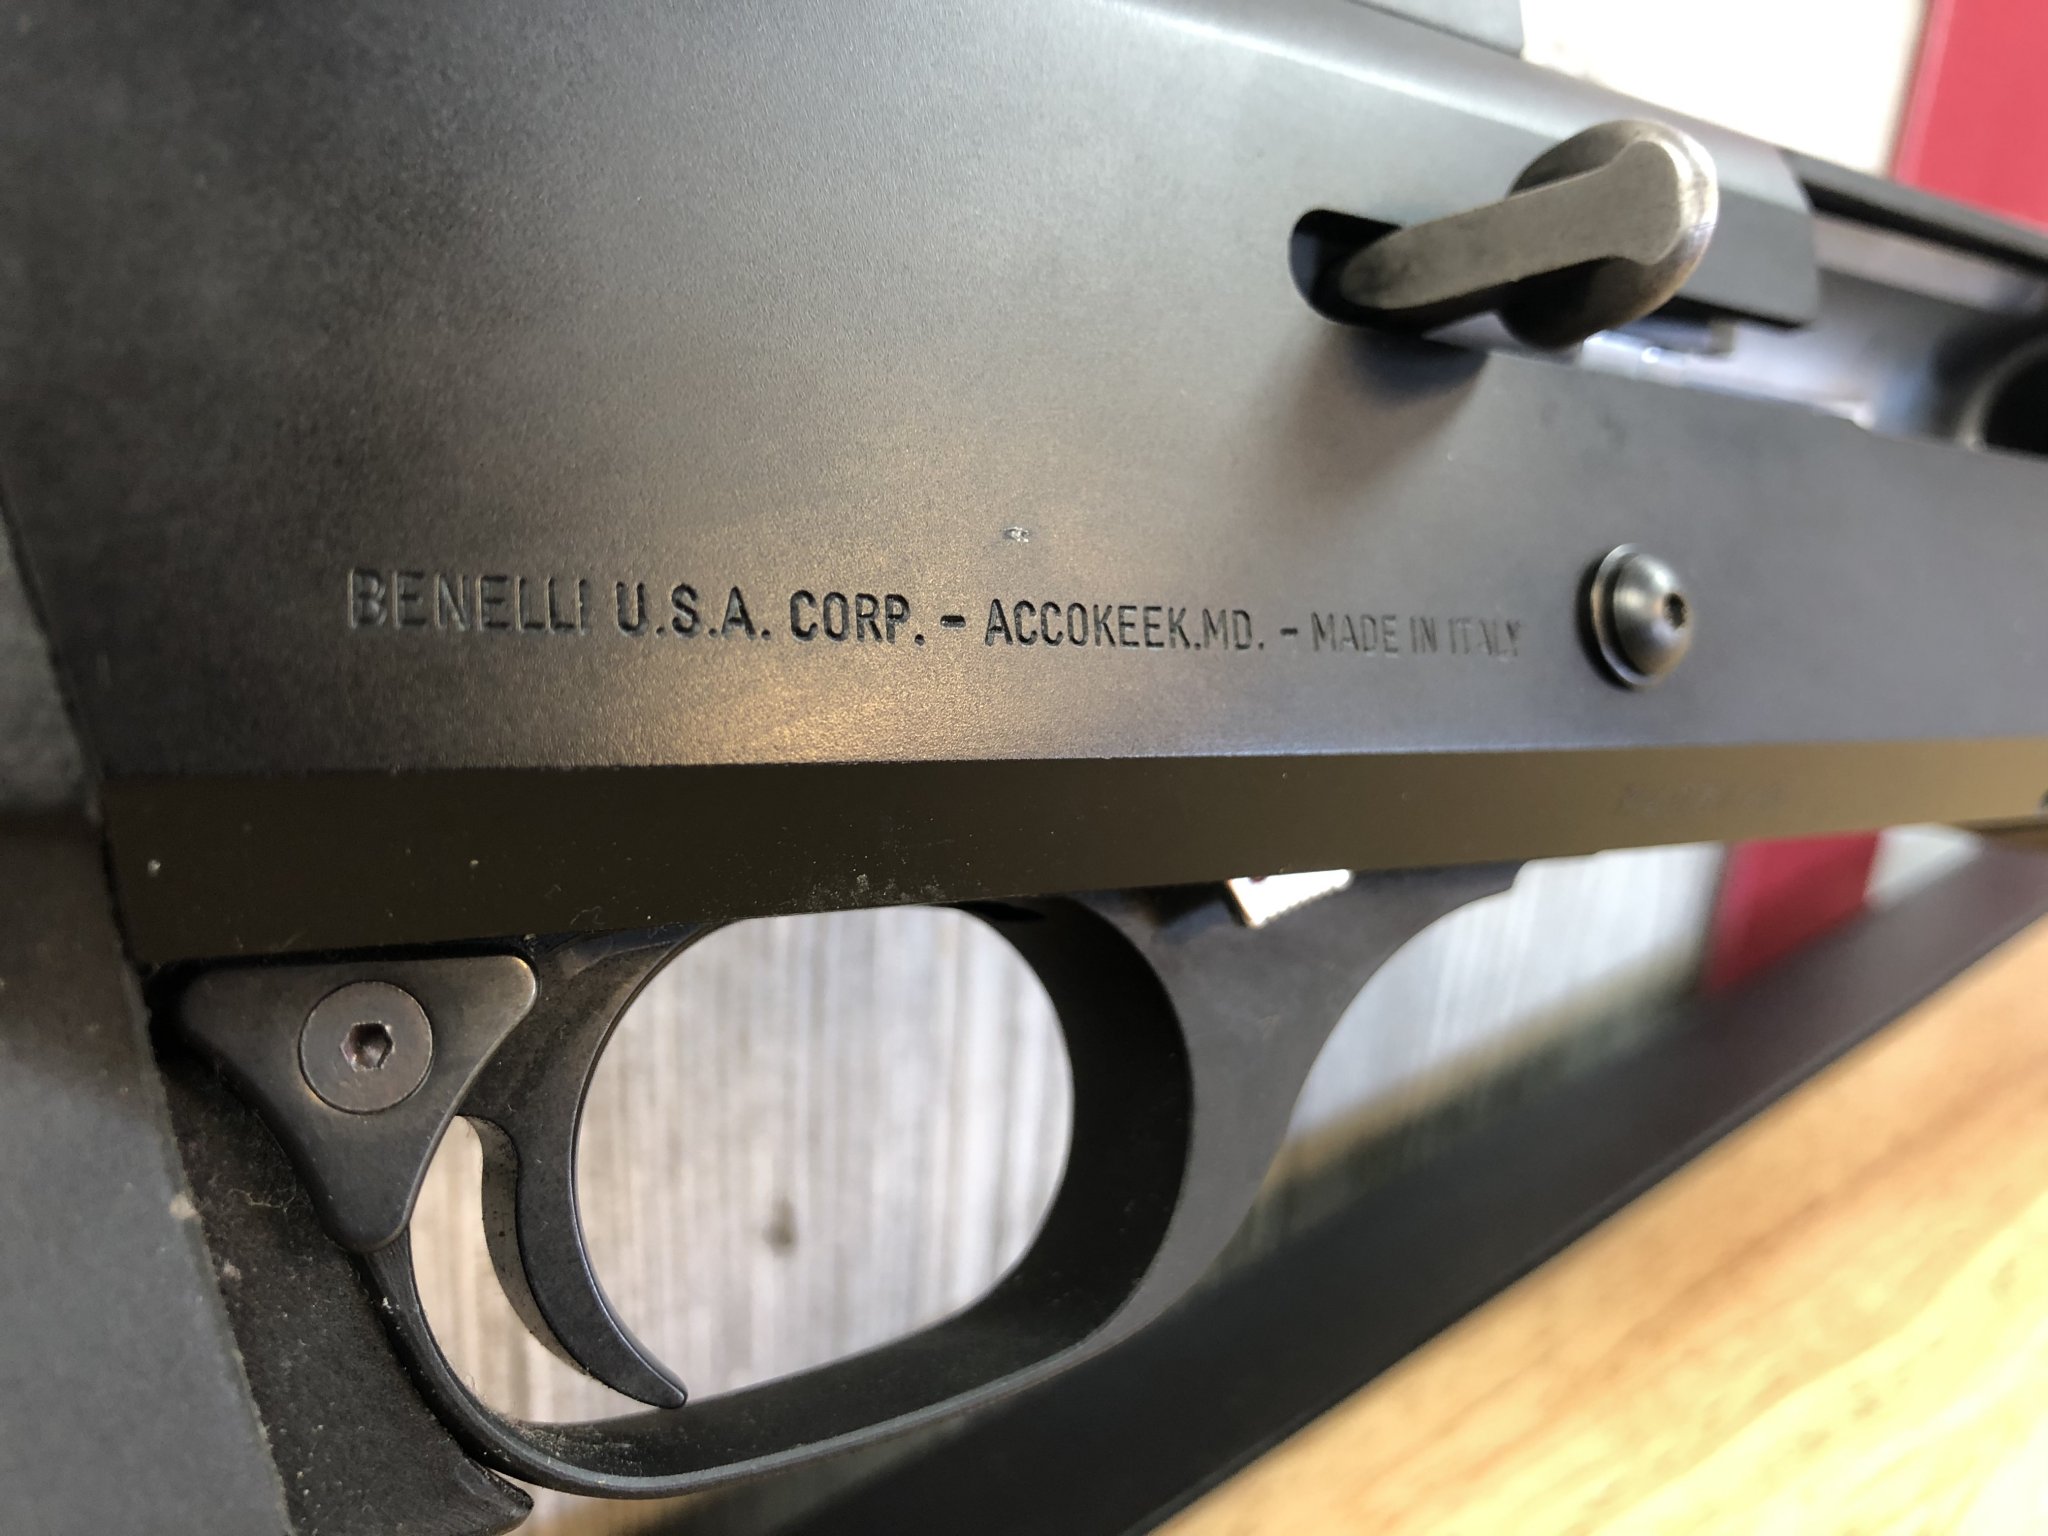 BENELLI U.S.A. CORP. - ACCOKEEK.MD. - MADE IN ITALY